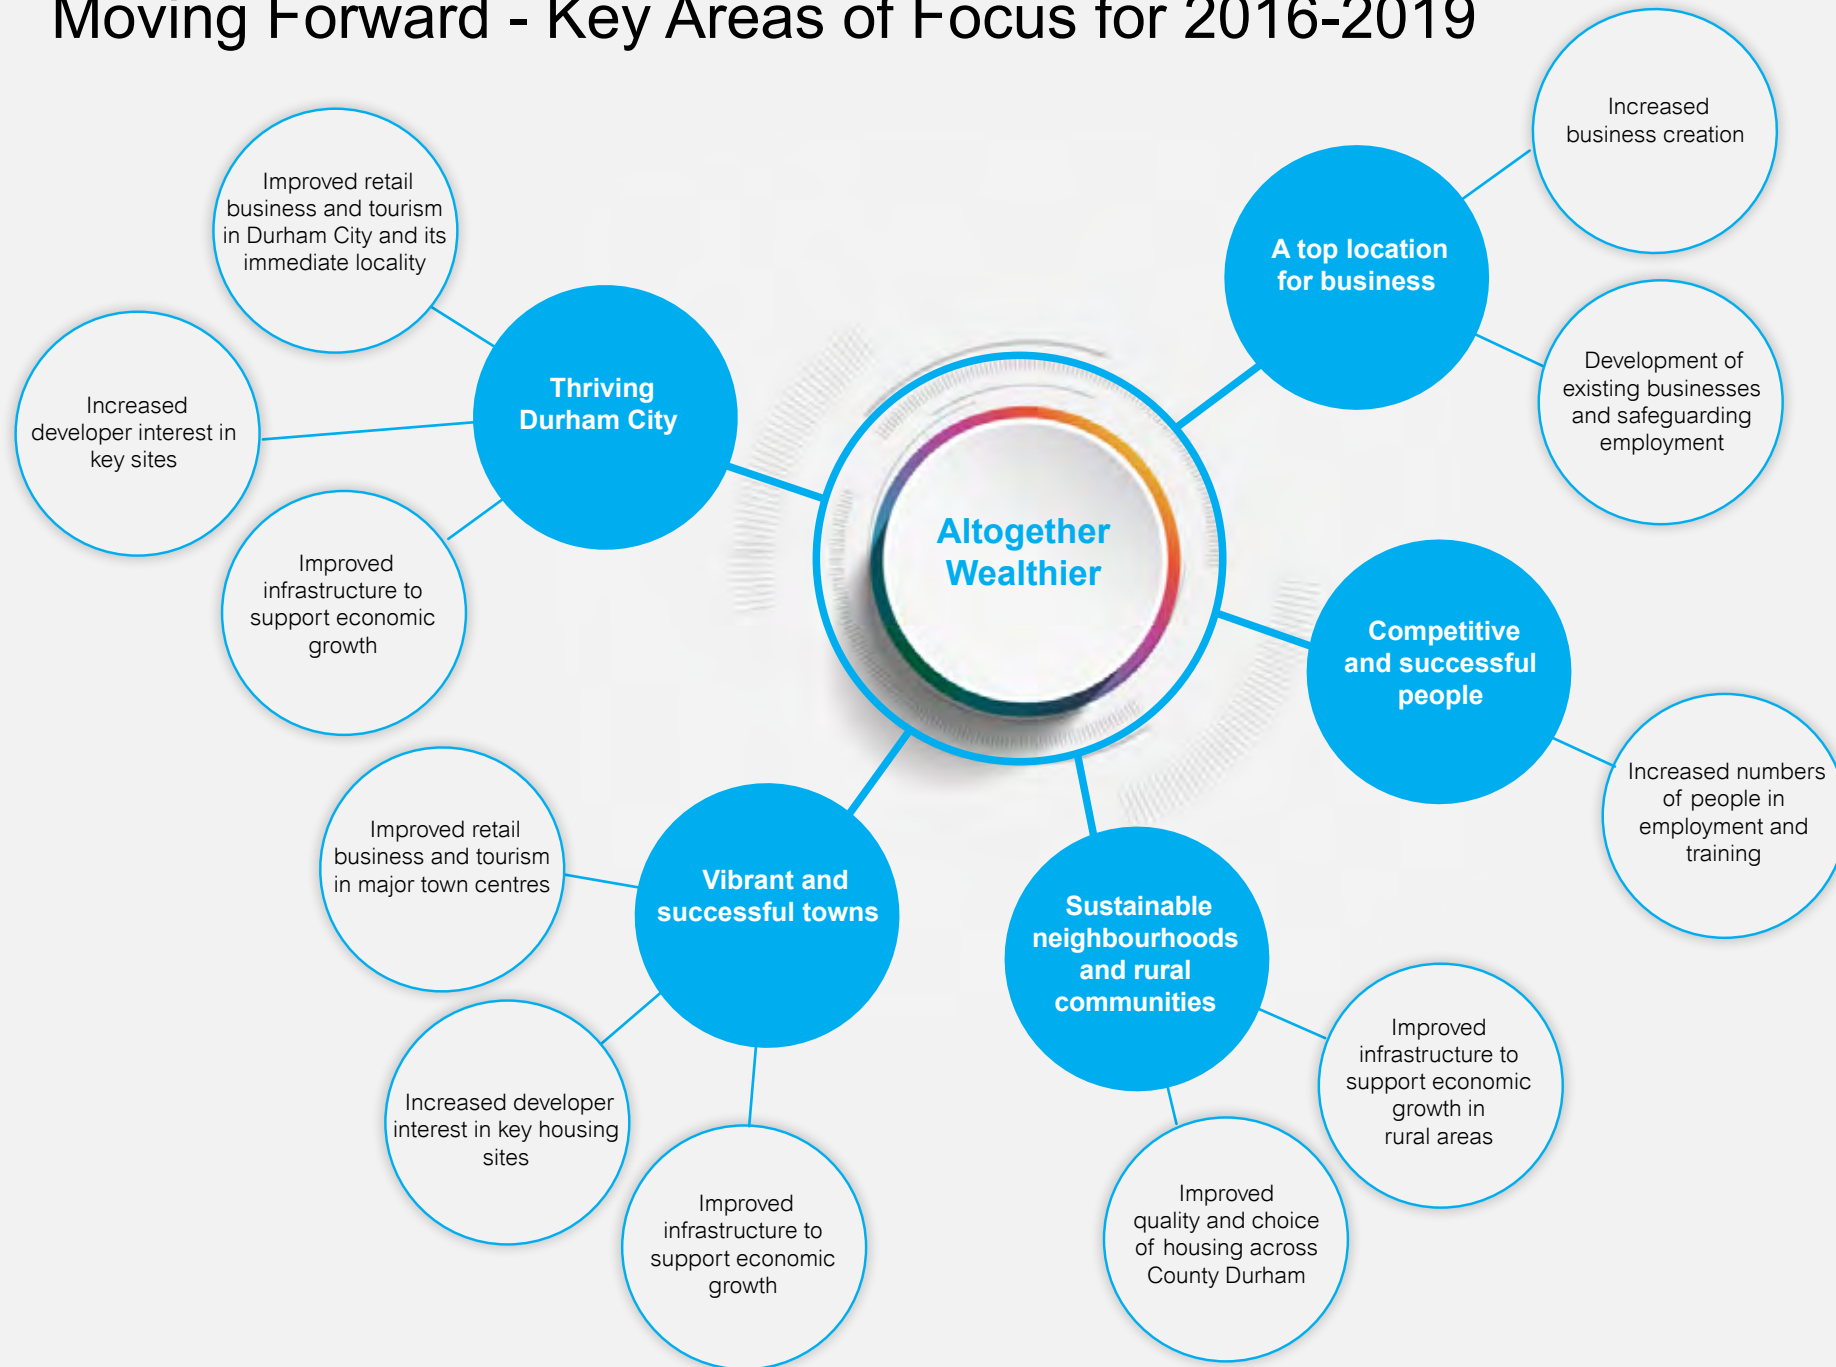 Moving Forward - Key Areas of Focus for 2016-2019
Increased
business creation
Improved retail
business and tourism
in Durham City and its
immediate locality
A top location
for business
Development of
existing businesses
and safeguarding
employment
Thriving
Durham City
Increased
developer interest in
key sites
Improved
infrastructure to
support economic
growth
Altogether
Wealthier
Competitive
and successful
people
Increased numbers
of people in
employment and
training
Improved retail
business and tourism
in major town centres
Vibrant and
successful towns
Sustainable
neighbourhoods
and rural
communities
Improved
infrastructure to
support economic
growth in
rural areas
Increased developer
interest in key housing
sites
Improved
infrastructure to
support economic
growth
Improved
quality and choice
of housing across
County Durham